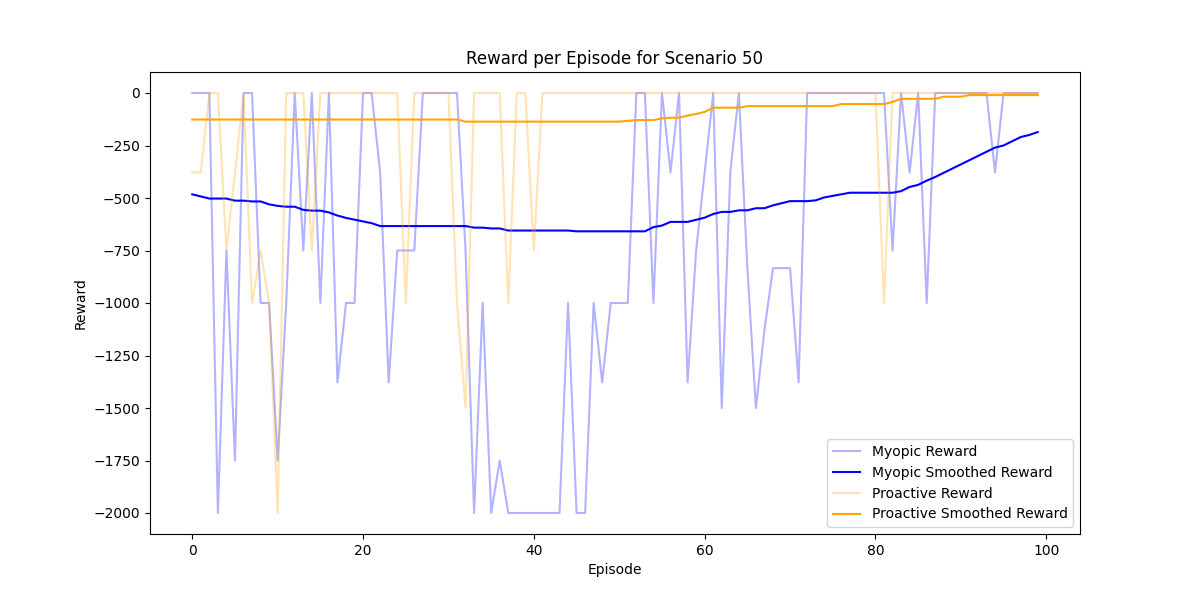 Reward per Episode for Scenario 50
0
−250
−500
−750
−1000
−1250
−1500
−1750
−2000
Reward
0 20 40 60 80 100
Episode
Myopic Reward
Myopic Smoothed Reward
Proactive Reward
Proactive Smoothed Reward